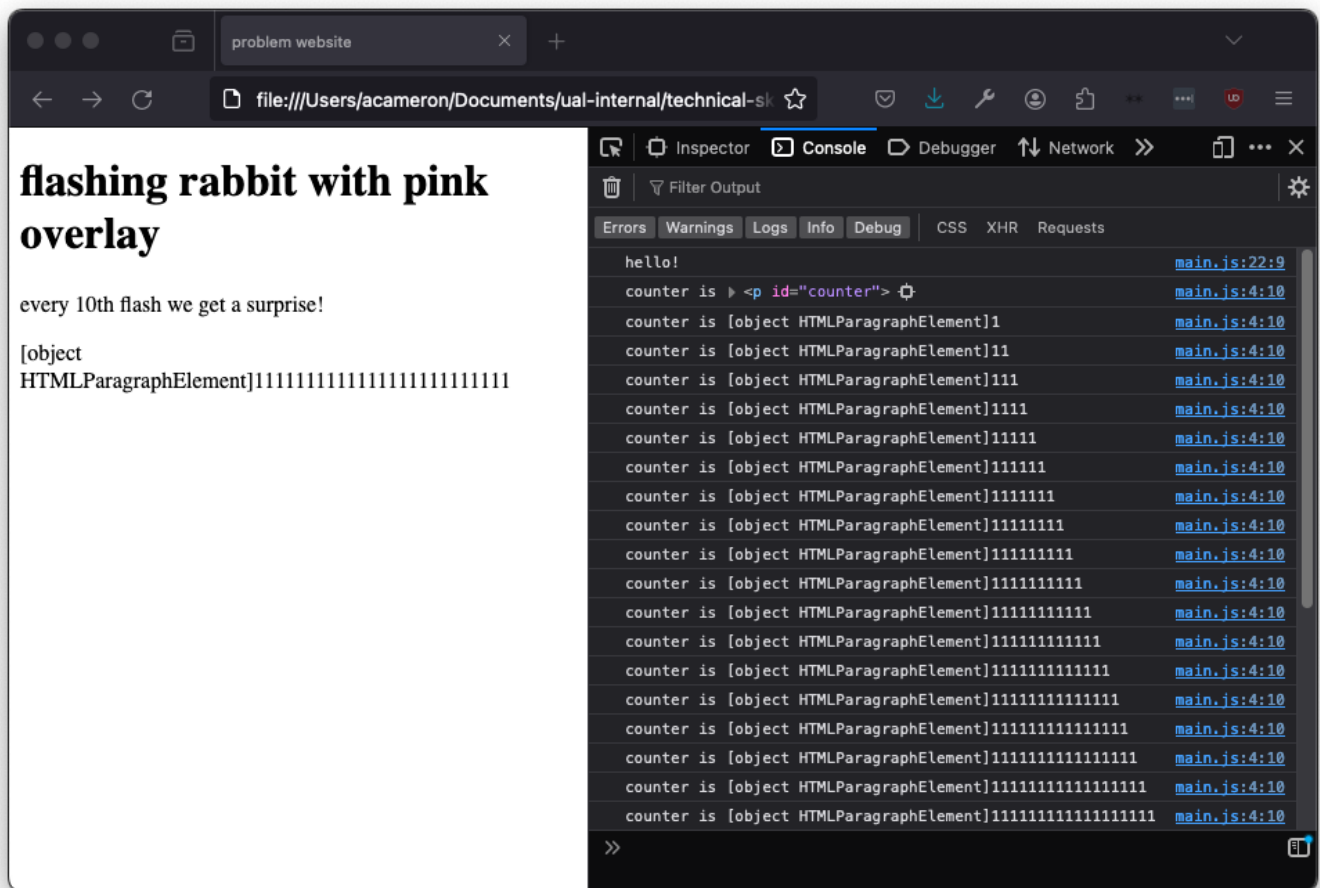 problem website
file:///Users/acameron/Documents/ual-internal/technical-sk
flashing rabbit with pink
overlay
every 10th flash we get a surprise!
[object
HTMLParagraphElement]1111111111111111111111111
Inspector Console Debugger Network
Filter Output
Errors Warnings Logs Info Debug CSS XHR Requests
hello! main.js:22:9
counter is <p id="counter"> main.js:4:10
counter is [object HTMLParagraphElement]1 main.js:4:10
counter is [object HTMLParagraphElement]11 main.js:4:10
counter is [object HTMLParagraphElement]111 main.js:4:10
counter is [object HTMLParagraphElement]1111 main.js:4:10
counter is [object HTMLParagraphElement]11111 main.js:4:10
counter is [object HTMLParagraphElement]111111 main.js:4:10
counter is [object HTMLParagraphElement]1111111 main.js:4:10
counter is [object HTMLParagraphElement]11111111 main.js:4:10
counter is [object HTMLParagraphElement]111111111 main.js:4:10
counter is [object HTMLParagraphElement]1111111111 main.js:4:10
counter is [object HTMLParagraphElement]11111111111 main.js:4:10
counter is [object HTMLParagraphElement]111111111111 main.js:4:10
counter is [object HTMLParagraphElement]1111111111111 main.js:4:10
counter is [object HTMLParagraphElement]11111111111111 main.js:4:10
counter is [object HTMLParagraphElement]111111111111111 main.js:4:10
counter is [object HTMLParagraphElement]1111111111111111 main.js:4:10
counter is [object HTMLParagraphElement]11111111111111111 main.js:4:10
counter is [object HTMLParagraphElement]111111111111111111 main.js:4:10